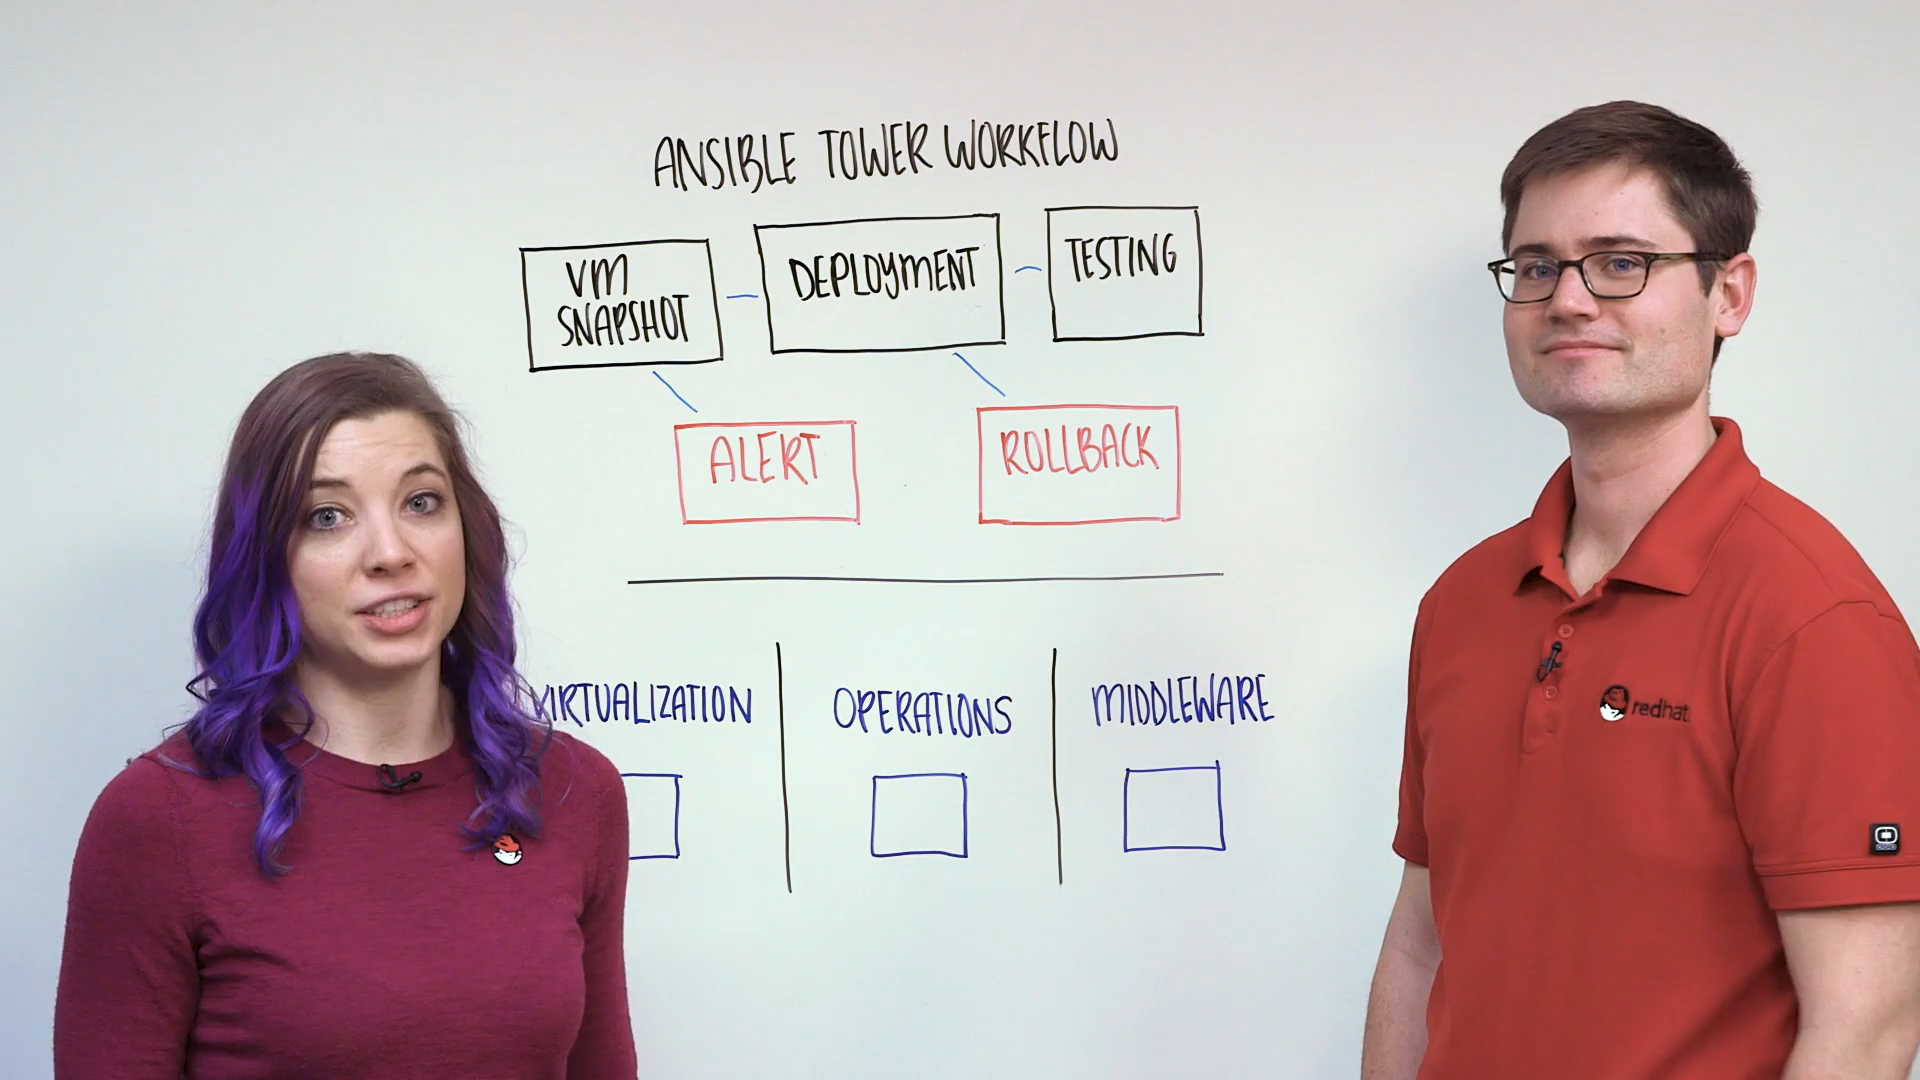 ANSIBLE TOWER WORKFLOW
VM
SNAPSHOT
DEPLOYMENT
TESTING
ALERT
ROLLBACK
VIRTUALIZATION
OPERATIONS
MIDDLEWARE
redhat